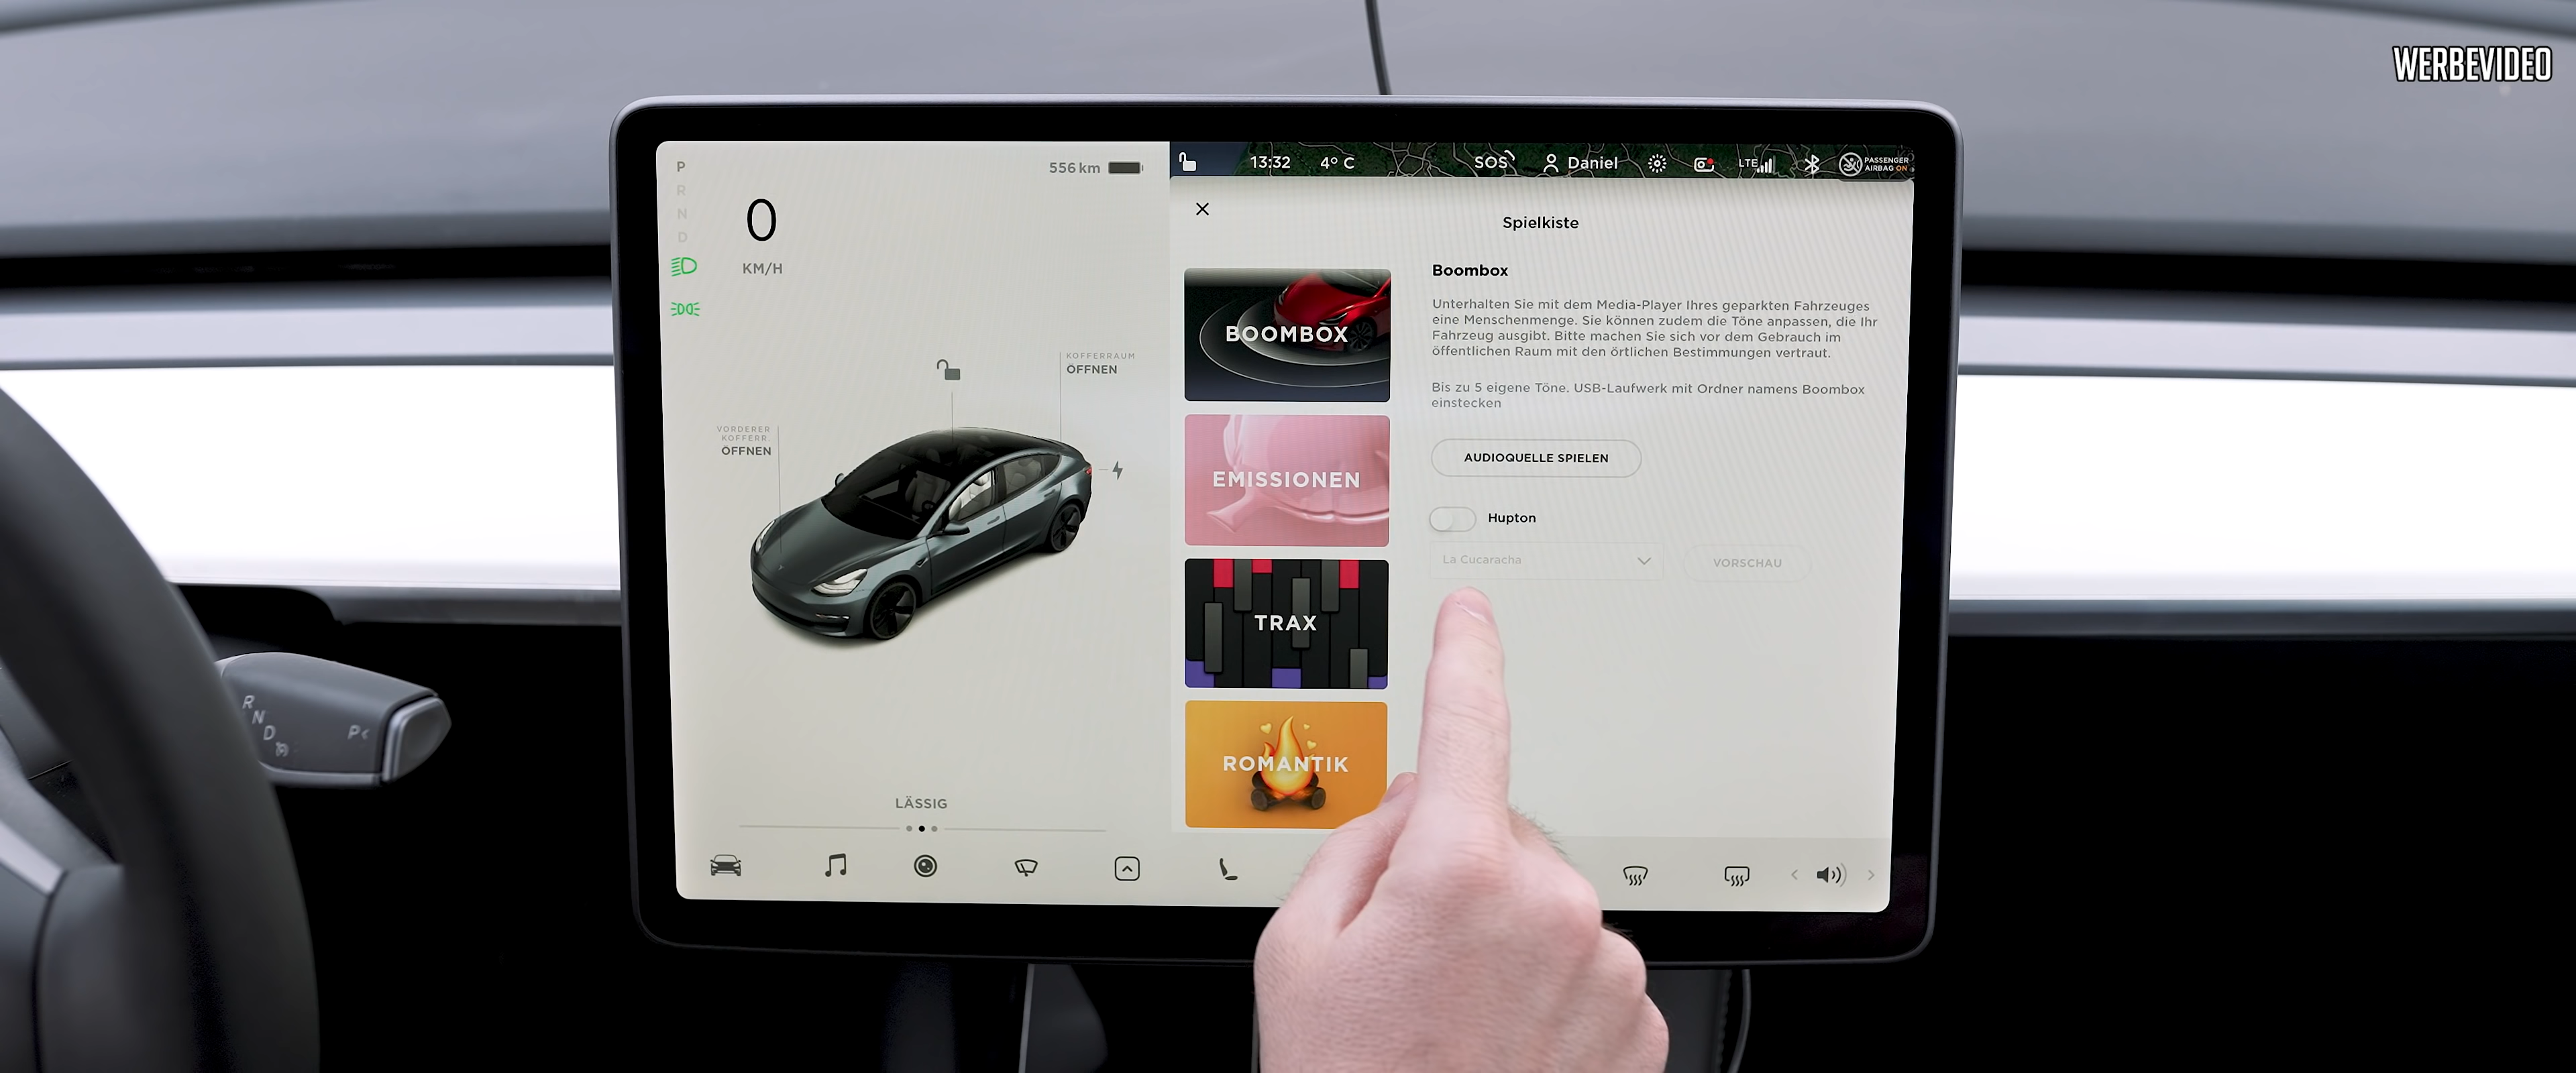 WERBEVIDEO
P
R
N
D
556 km
0
KM/H
KOFFERRAUM
ÖFFNEN
VORDERER
KOFFERR.
ÖFFNEN
LÄSSIG
13:32 4° C SOS Daniel LTE PASSENGER
AIRBAG ON
Spielkiste
BOOMBOX
EMISSIONEN
TRAX
ROMANTIK
Boombox
Unterhalten Sie mit dem Media-Player Ihres geparkten Fahrzeuges
eine Menschenmenge. Sie können zudem die Töne anpassen, die Ihr
Fahrzeug ausgibt. Bitte machen Sie sich vor dem Gebrauch im
öffentlichen Raum mit den örtlichen Bestimmungen vertraut.
Bis zu 5 eigene Töne. USB-Laufwerk mit Ordner namens Boombox
einstecken
AUDIOQUELLE SPIELEN
Hupton
La Cucaracha
VORSCHAU
R
N
D
P<